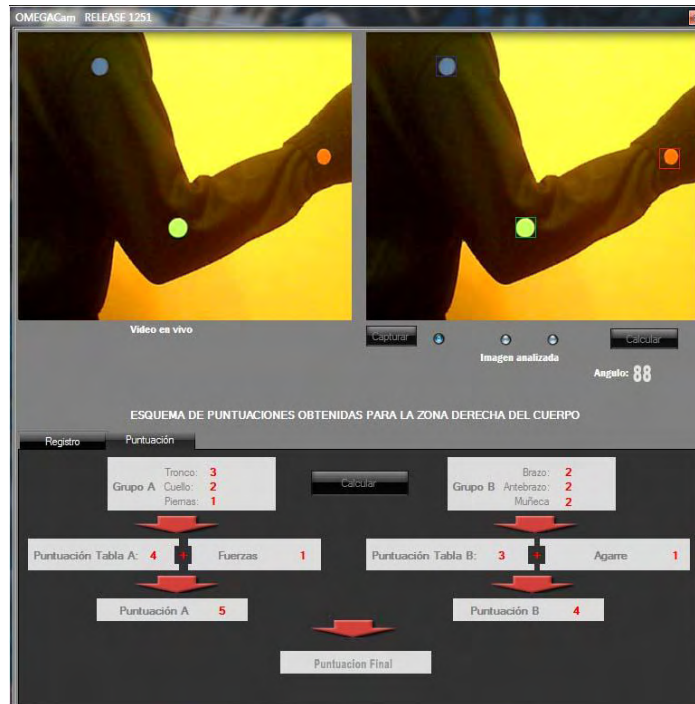 OMEGACam RELEASE 1251
Video en vivo
Capturar
Calcular
Imagen analizada
Angulo: 88
ESQUEMA DE PUNTUACIONES OBTENIDAS PARA LA ZONA DERECHA DEL CUERPO
Registro Puntuación
Grupo A
Tronco: 3
Cuello: 2
Piernas: 1
Calcular
Grupo B
Brazo: 2
Antebrazo: 2
Muñeca 2
Puntuación Tabla A: 4 + Fuerzas 1
Puntuación Tabla B: 3 + Agarre 1
Puntuación A 5
Puntuación B 4
Puntuacion Final